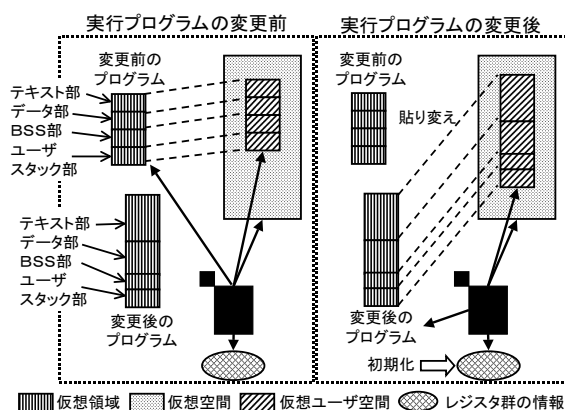 実行プログラムの変更前
変更前の
プログラム
テキスト部
データ部
BSS部
ユーザ
スタック部
テキスト部
データ部
BSS部
ユーザ
スタック部
変更後の
プログラム
実行プログラムの変更後
変更前の
プログラム
貼り変え
変更後の
プログラム
初期化
仮想領域
仮想空間
仮想ユーザ空間
レジスタ群の情報